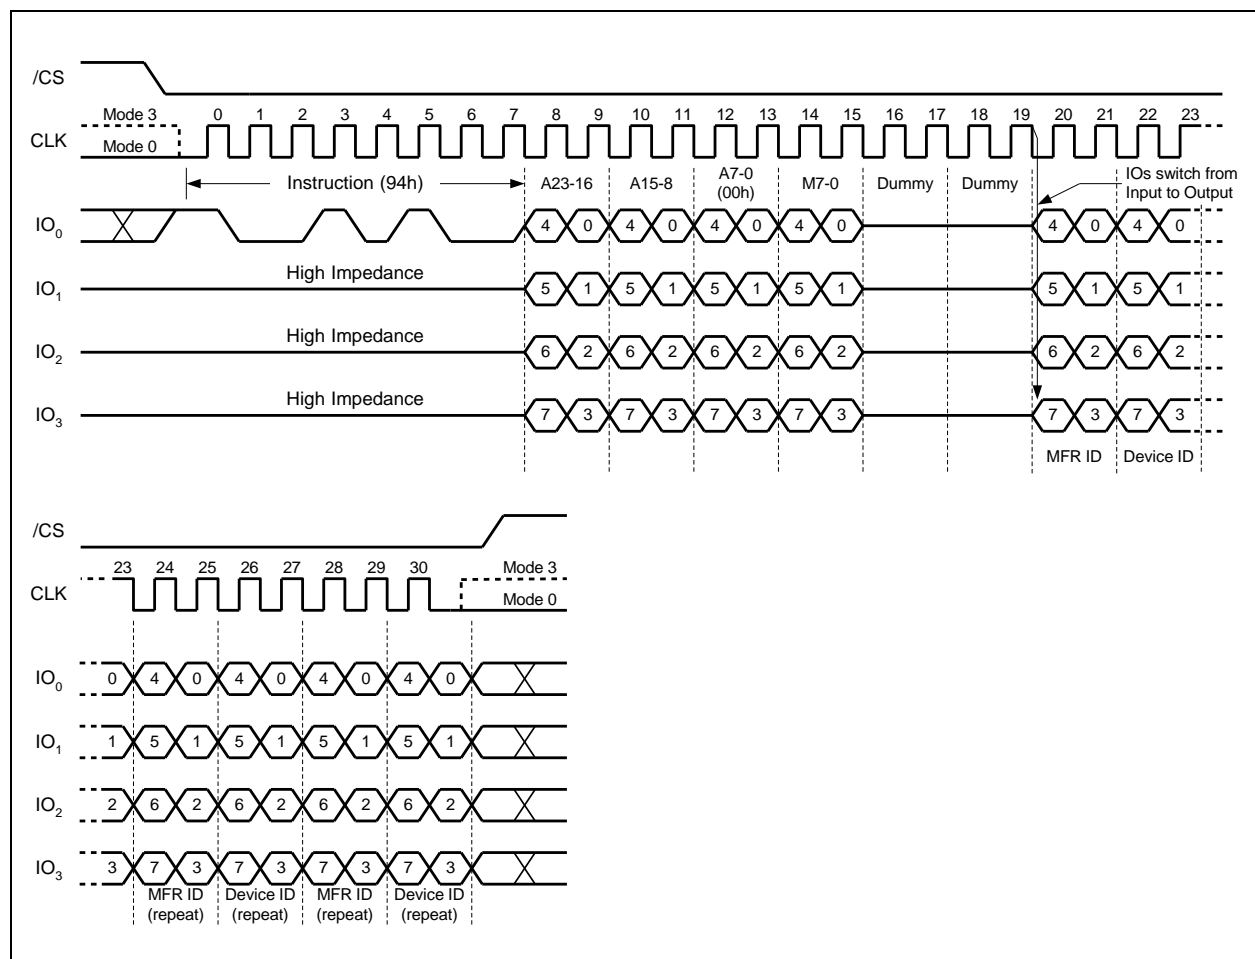 /CS
Mode 3 0 1 2 3 4 5 6 7 8 9 10 11 12 13 14 15 16 17 18 19 20 21 22 23
CLK
Mode 0
Instruction (94h) A23-16 A15-8 A7-0 (00h) M7-0 Dummy Dummy IOs switch from
Input to Output
IO0 4 0 4 0 4 0 4 0 4 0 4 0
High Impedance
IO1 5 1 5 1 5 1 5 1 5 1 5 1
High Impedance
IO2 6 2 6 2 6 2 6 2 6 2 6 2
High Impedance
IO3 7 3 7 3 7 3 7 3 7 3 7 3
MFR ID Device ID
/CS
23 24 25 26 27 28 29 30 Mode 3
CLK
Mode 0
IO0 0 4 0 4 0 4 0 4 0
IO1 1 5 1 5 1 5 1 5 1
IO2 2 6 2 6 2 6 2 6 2
IO3 3 7 3 7 3 7 3 7 3
MFR ID Device ID MFR ID Device ID
(repeat) (repeat) (repeat) (repeat)